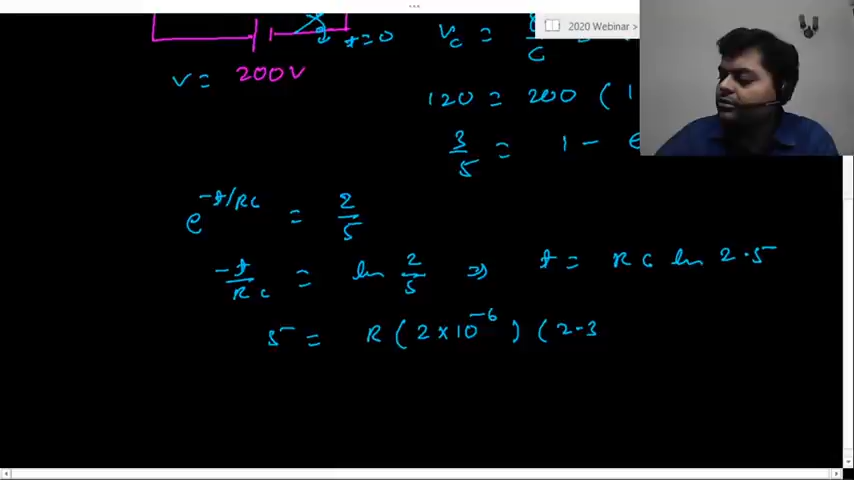 t=0
V_C = 
2020 Webinar
V = 200V
120 = 200 ( 1
3/5 = 1 - e
e^{-t/RC} = 2/5
-t/RC = ln 2/5 ⇒ t = RC ln 2.5
5 = R ( 2×10^{-6} ) ( 2.3